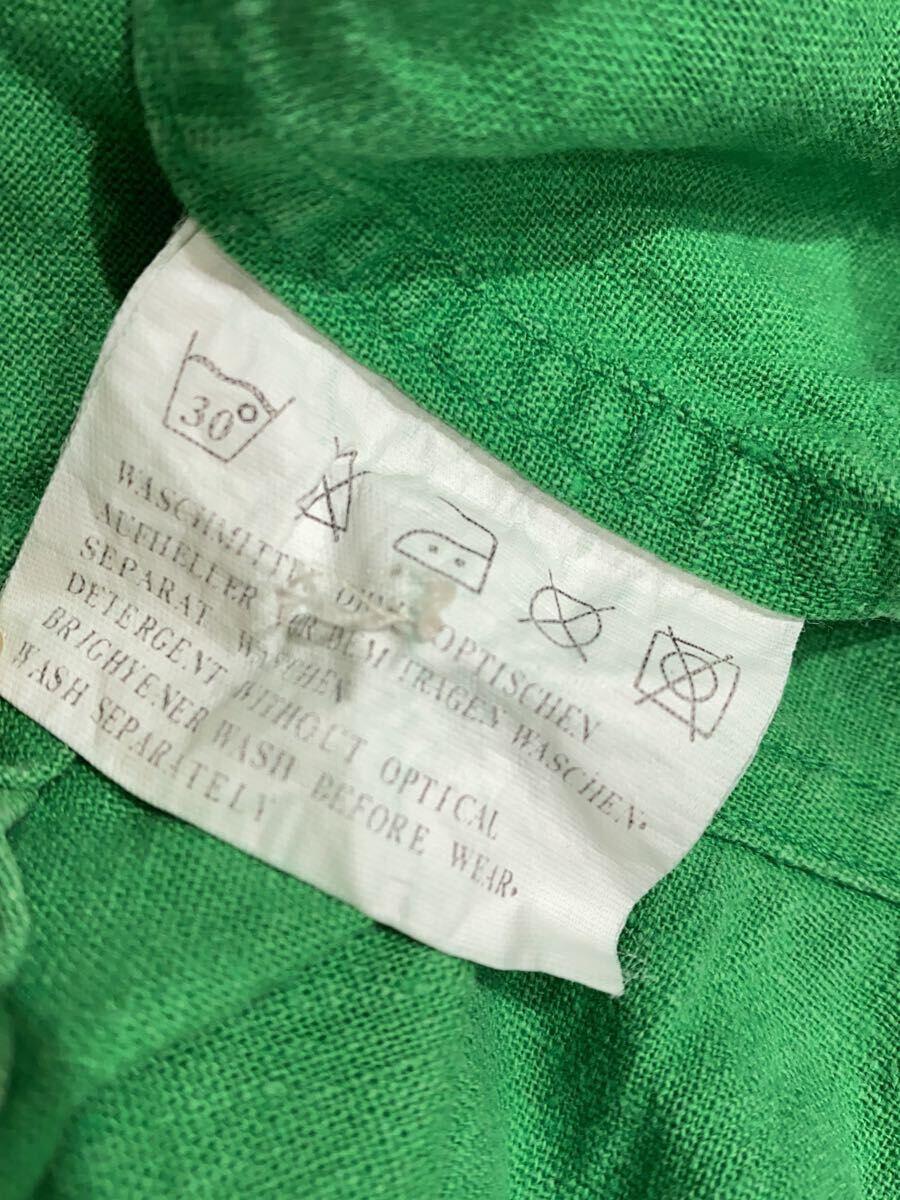 30°
WASCHMITTEL OHNE OPTISCHEN
AUFHELLER VOR DEM TRAGEN WASCHEN.
SEPARAT WASCHEN
DETERGENT WITHOUT OPTICAL
BRIGHYENER WASH BEFORE WEAR.
WASH SEPARATELY